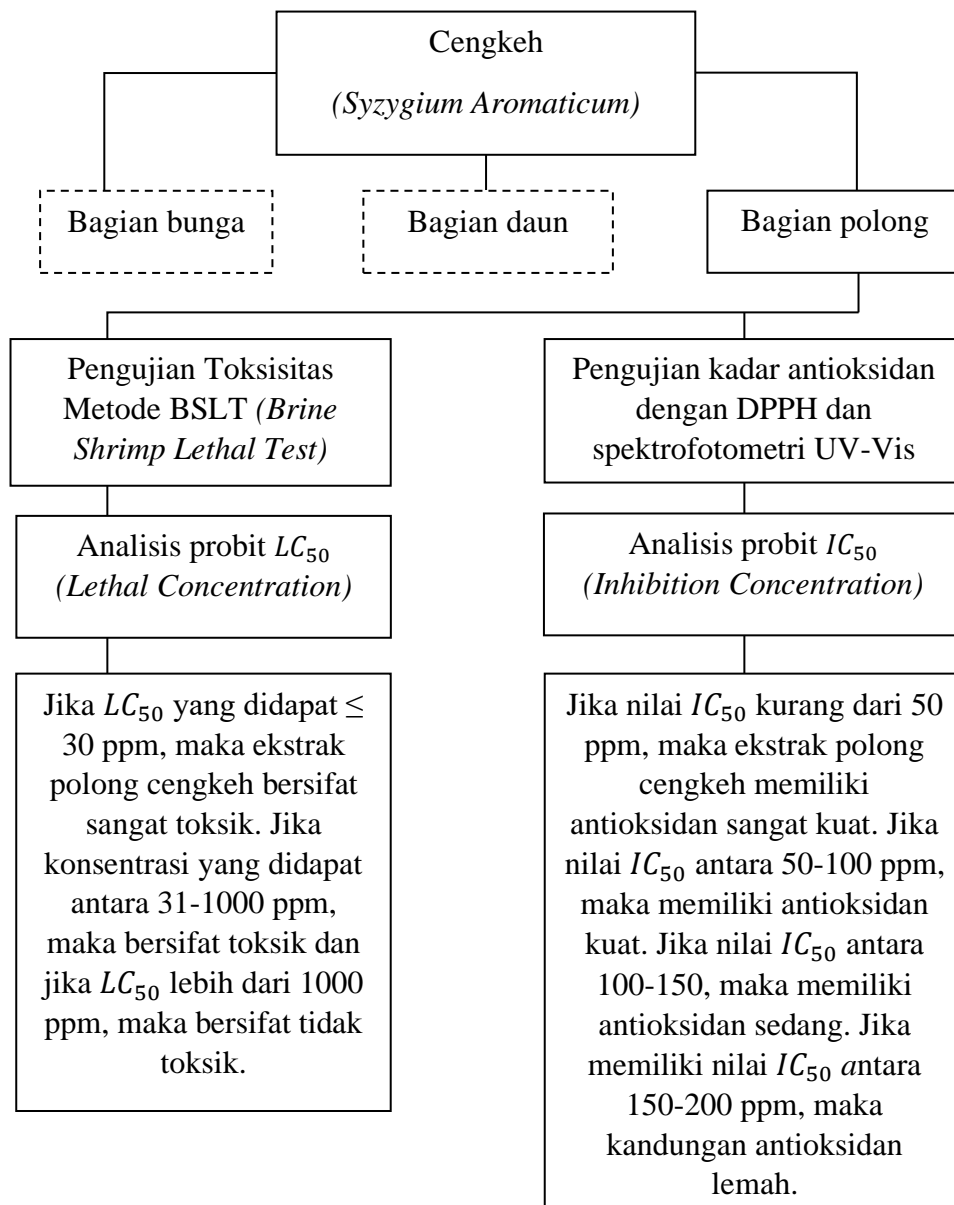 Cengkeh
(Syzygium Aromaticum)
Bagian bunga
Bagian daun
Bagian polong
Pengujian Toksisitas
Metode BSLT (Brine
Shrimp Lethal Test)
Pengujian kadar antioksidan
dengan DPPH dan
spektrofotometri UV-Vis
Analisis probit LC₅₀
(Lethal Concentration)
Analisis probit IC₅₀
(Inhibition Concentration)
Jika LC₅₀ yang didapat ≤
30 ppm, maka ekstrak
polong cengkeh bersifat
sangat toksik. Jika
konsentrasi yang didapat
antara 31-1000 ppm,
maka bersifat toksik dan
jika LC₅₀ lebih dari 1000
ppm, maka bersifat tidak
toksik.
Jika nilai IC₅₀ kurang dari 50
ppm, maka ekstrak polong
cengkeh memiliki
antioksidan sangat kuat. Jika
nilai IC₅₀ antara 50-100 ppm,
maka memiliki antioksidan
kuat. Jika nilai IC₅₀ antara
100-150, maka memiliki
antioksidan sedang. Jika
memiliki nilai IC₅₀ antara
150-200 ppm, maka
kandungan antioksidan
lemah.